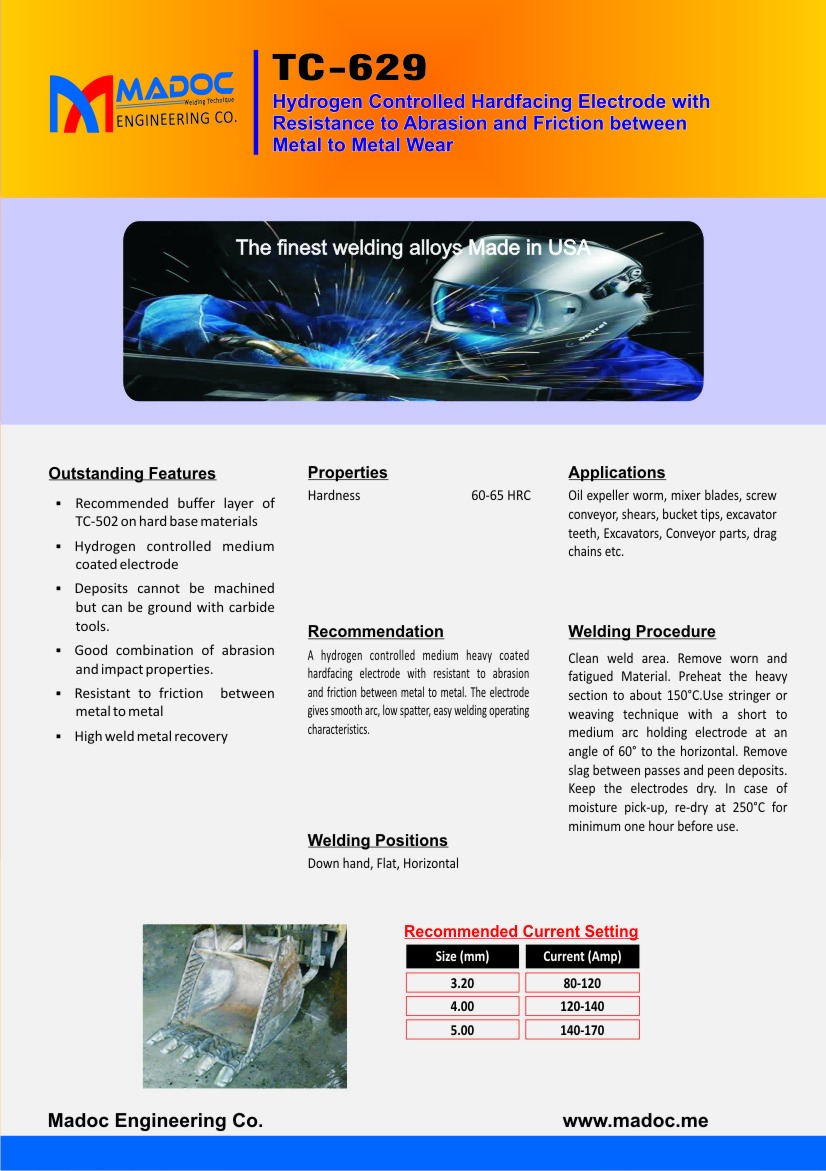 MADOC
Welding Technique
ENGINEERING CO.
TC-629
Hydrogen Controlled Hardfacing Electrode with
Resistance to Abrasion and Friction between
Metal to Metal Wear
The finest welding alloys Made in USA
optrel
Outstanding Features
▪ Recommended buffer layer of
TC-502 on hard base materials
▪ Hydrogen controlled medium
coated electrode
▪ Deposits cannot be machined
but can be ground with carbide
tools.
▪ Good combination of abrasion
and impact properties.
▪ Resistant to friction between
metal to metal
▪ High weld metal recovery
Properties
Hardness 60-65 HRC
Recommendation
A hydrogen controlled medium heavy coated
hardfacing electrode with resistant to abrasion
and friction between metal to metal. The electrode
gives smooth arc, low spatter, easy welding operating
characteristics.
Welding Positions
Down hand, Flat, Horizontal
Applications
Oil expeller worm, mixer blades, screw
conveyor, shears, bucket tips, excavator
teeth, Excavators, Conveyor parts, drag
chains etc.
Welding Procedure
Clean weld area. Remove worn and
fatigued Material. Preheat the heavy
section to about 150°C.Use stringer or
weaving technique with a short to
medium arc holding electrode at an
angle of 60° to the horizontal. Remove
slag between passes and peen deposits.
Keep the electrodes dry. In case of
moisture pick-up, re-dry at 250°C for
minimum one hour before use.
Recommended Current Setting
Size (mm) Current (Amp)
3.20 80-120
4.00 120-140
5.00 140-170
Madoc Engineering Co. www.madoc.me